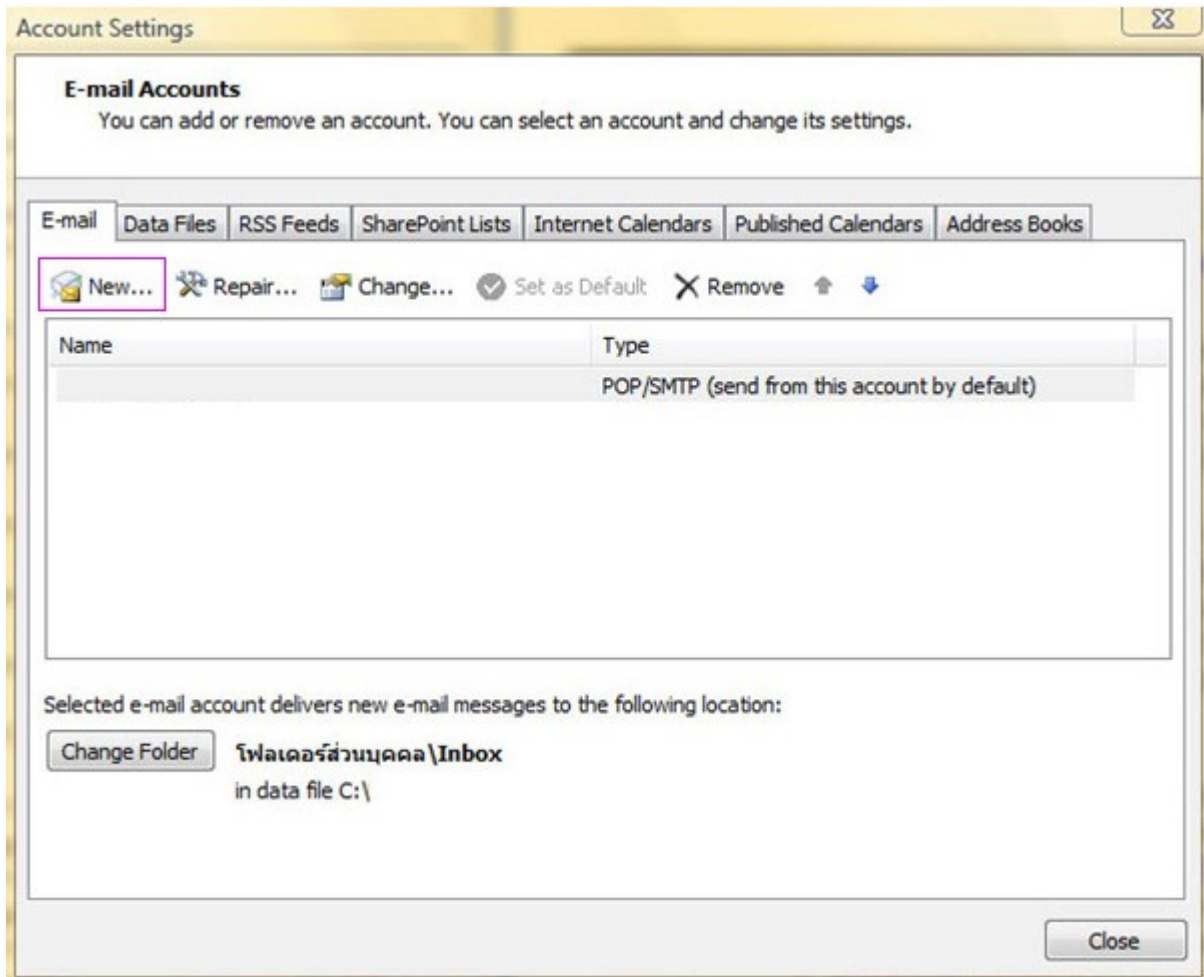 Account Settings
E-mail Accounts
You can add or remove an account. You can select an account and change its settings.
E-mail Data Files RSS Feeds SharePoint Lists Internet Calendars Published Calendars Address Books
New... Repair... Change... Set as Default Remove
Name Type
POP/SMTP (send from this account by default)
Selected e-mail account delivers new e-mail messages to the following location:
Change Folder โฟลเดอร์ส่วนบุคคล\Inbox
in data file C:\
Close